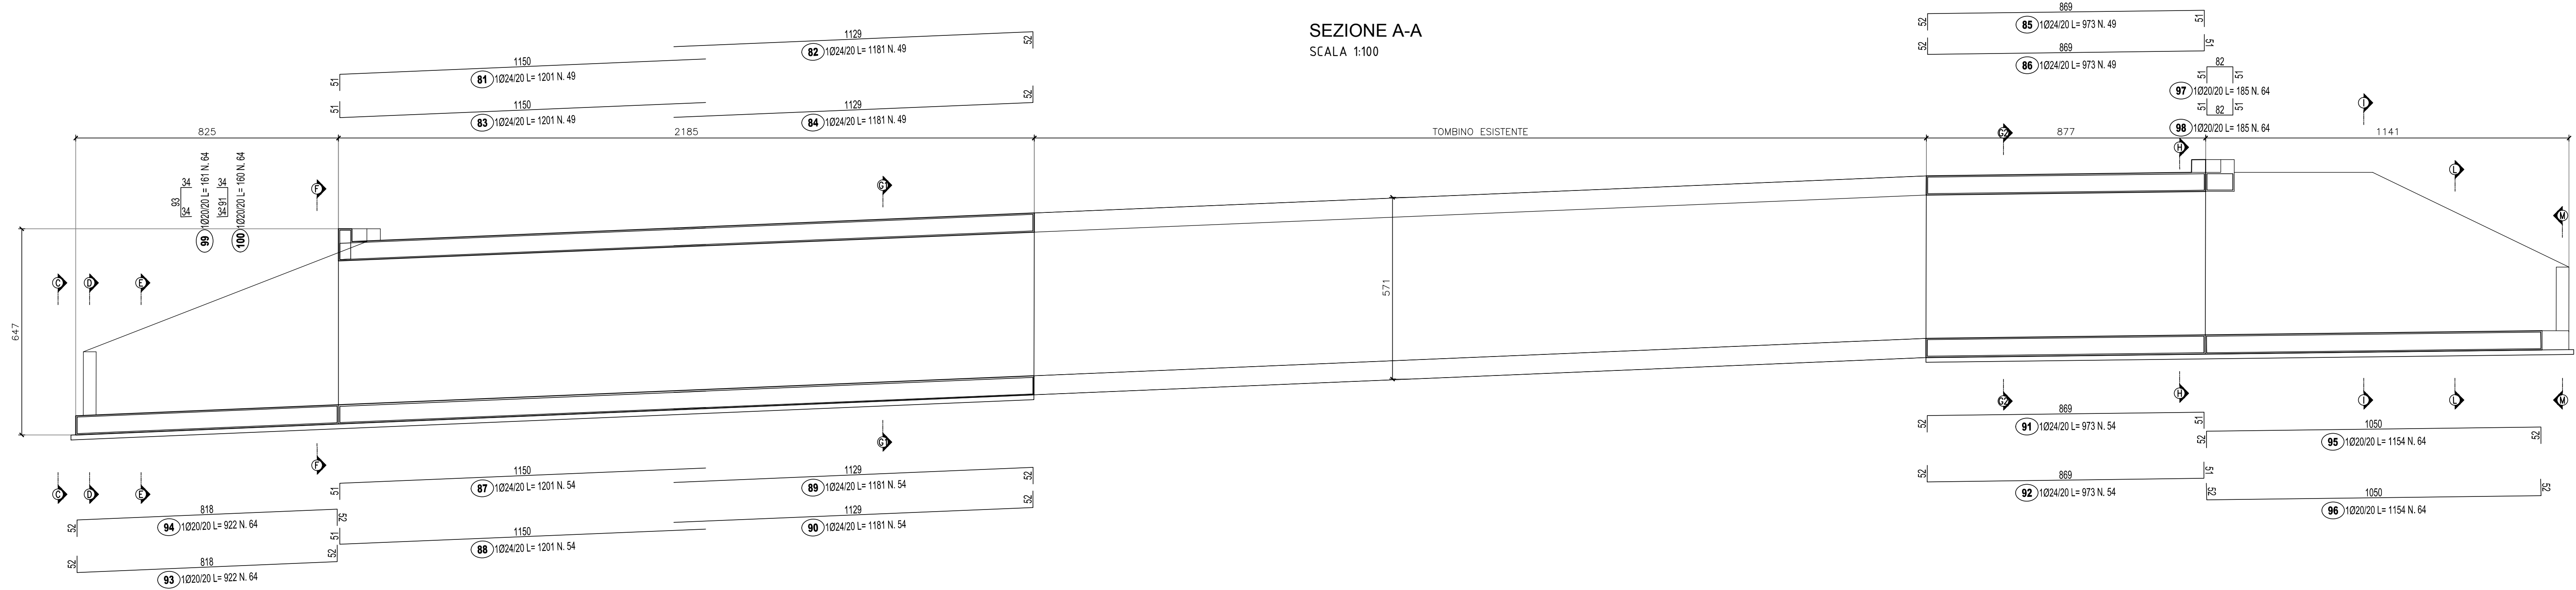 SEZIONE A-A
SCALA 1:100
1150
51
81 1Ø24/20 L= 1201 N. 49
1129
52
82 1Ø24/20 L= 1181 N. 49
1150
51
83 1Ø24/20 L= 1201 N. 49
1129
52
84 1Ø24/20 L= 1181 N. 49
869
52
51
85 1Ø24/20 L= 973 N. 49
869
52
51
86 1Ø24/20 L= 973 N. 49
82
51
51
97 1Ø20/20 L= 185 N. 64
51
82
51
98 1Ø20/20 L= 185 N. 64
825
2185
TOMBINO ESISTENTE
877
1141
34
93
34
99 1Ø20/20 L= 161 N. 64
34
91
34
100 1Ø20/20 L= 160 N. 64
F
G1
G2
H
I
L
M
C
D
E
647
571
C
D
E
F
G1
G2
H
I
L
M
1150
51
87 1Ø24/20 L= 1201 N. 54
1129
52
89 1Ø24/20 L= 1181 N. 54
1150
51
88 1Ø24/20 L= 1201 N. 54
1129
52
90 1Ø24/20 L= 1181 N. 54
818
52
52
94 1Ø20/20 L= 922 N. 64
818
52
52
93 1Ø20/20 L= 922 N. 64
869
52
51
91 1Ø24/20 L= 973 N. 54
869
52
51
92 1Ø24/20 L= 973 N. 54
1050
52
52
95 1Ø20/20 L= 1154 N. 64
1050
52
52
96 1Ø20/20 L= 1154 N. 64